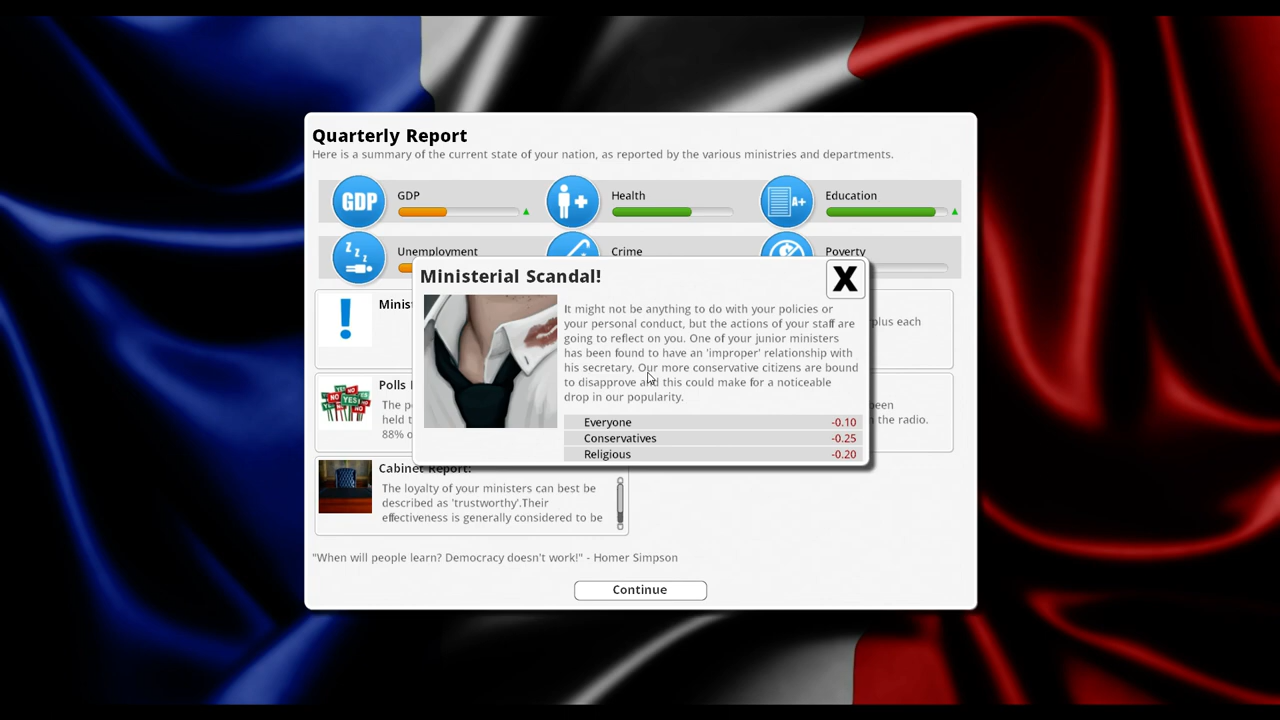 Quarterly Report
Here is a summary of the current state of your nation, as reported by the various ministries and departments.
GDP
GDP
Health
A+
Education
Z Z Z
Unemployment
Crime
Poverty
Ministerial Scandal!
X
It might not be anything to do with your policies or
your personal conduct, but the actions of your staff are
going to reflect on you. One of your junior ministers
has been found to have an 'improper' relationship with
his secretary. Our more conservative citizens are bound
to disapprove and this could make for a noticeable
drop in our popularity.
Everyone -0.10
Conservatives -0.25
Religious -0.20
each
Polls
NO YES NO
The
held
88%
been
the radio.
Cabinet Report:
The loyalty of your ministers can best be
described as 'trustworthy'.Their
effectiveness is generally considered to be
"When will people learn? Democracy doesn't work!" - Homer Simpson
Continue